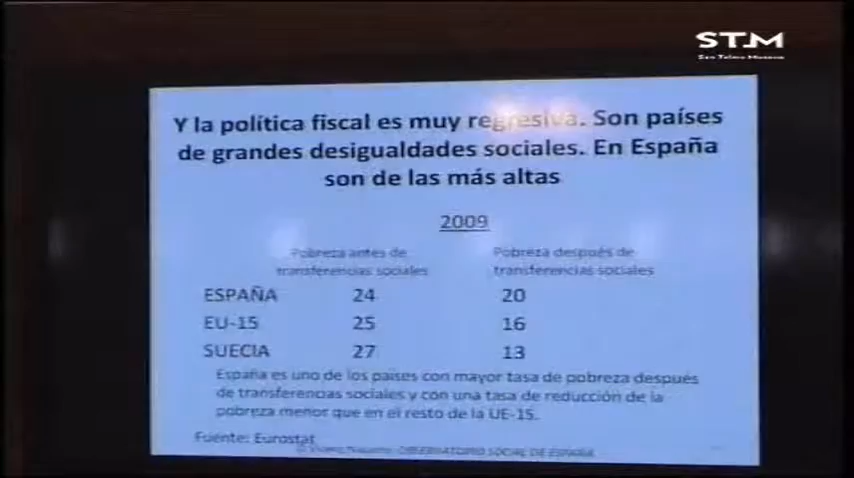 STM
San Telmo Museoa
Y la política fiscal es muy regresiva. Son países
de grandes desigualdades sociales. En España
son de las más altas
2009
Pobreza antes de
transferencias sociales
Pobreza después de
transferencias sociales
ESPAÑA 24 20
EU-15 25 16
SUECIA 27 13
España es uno de los países con mayor tasa de pobreza después
de transferencias sociales y con una tasa de reducción de la
pobreza menor que en el resto de la UE-15.
Fuente: Eurostat
OBSERVATORIO SOCIAL DE ESPAÑA